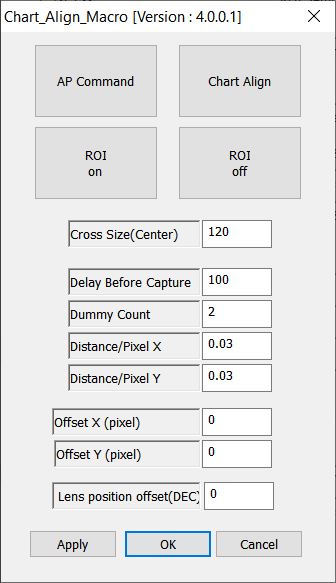 Chart_Align_Macro [Version : 4.0.0.1]
AP Command
Chart Align
ROI
on
ROI
off
Cross Size(Center) 120
Delay Before Capture 100
Dummy Count 2
Distance/Pixel X 0.03
Distance/Pixel Y 0.03
Offset X (pixel) 0
Offset Y (pixel) 0
Lens position offset(DEC) 0
Apply OK Cancel